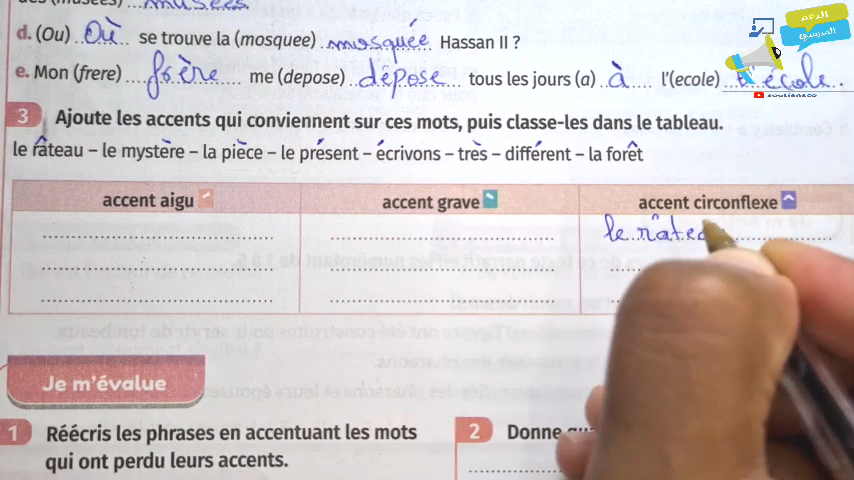 musées
d. (Ou) Où se trouve la (mosquee) mosquée Hassan II ?
e. Mon (frere) frère me (depose) dépose tous les jours (a) à l'(ecole) l'école.
3 Ajoute les accents qui conviennent sur ces mots, puis classe-les dans le tableau.
le râteau – le mystère – la pièce – le présent – écrivons – très – différent – la forêt
accent aigu accent grave accent circonflexe
le râteau
Je m'évalue
1 Réécris les phrases en accentuant les mots
qui ont perdu leurs accents.
2 Donne
الدعم
المدرسي